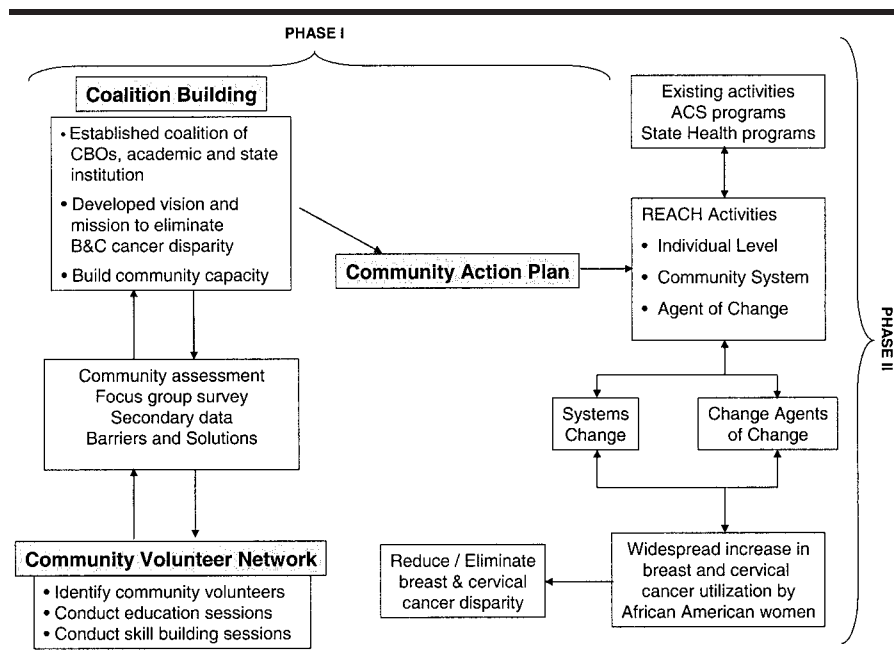 PHASE I
Coalition Building
• Established coalition of
CBOs, academic and state
institution
• Developed vision and
mission to eliminate
B&C cancer disparity
• Build community capacity
Community assessment
Focus group survey
Secondary data
Barriers and Solutions
Community Volunteer Network
• Identify community volunteers
• Conduct education sessions
• Conduct skill building sessions
Community Action Plan
Existing activities
ACS programs
State Health programs
REACH Activities
• Individual Level
• Community System
• Agent of Change
Systems
Change
Change Agents
of Change
Widespread increase in
breast and cervical
cancer utilization by
African American women
Reduce / Eliminate
breast & cervical
cancer disparity
PHASE II